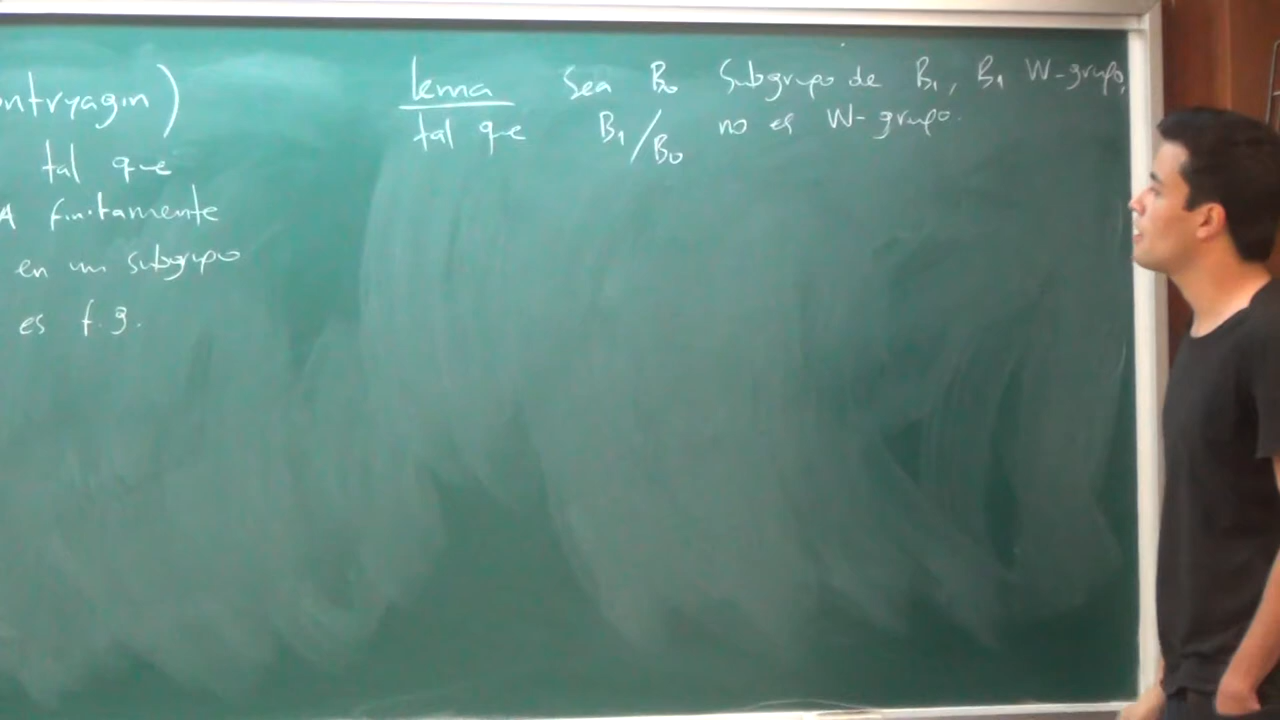 ontryagin)
tal que
A finitamente
en un subgrupo
es f.g.
lema Sea B₀ Subgrupo de B₁, B₁ W-grupo,
tal que B₁/B₀ no es W-grupo.